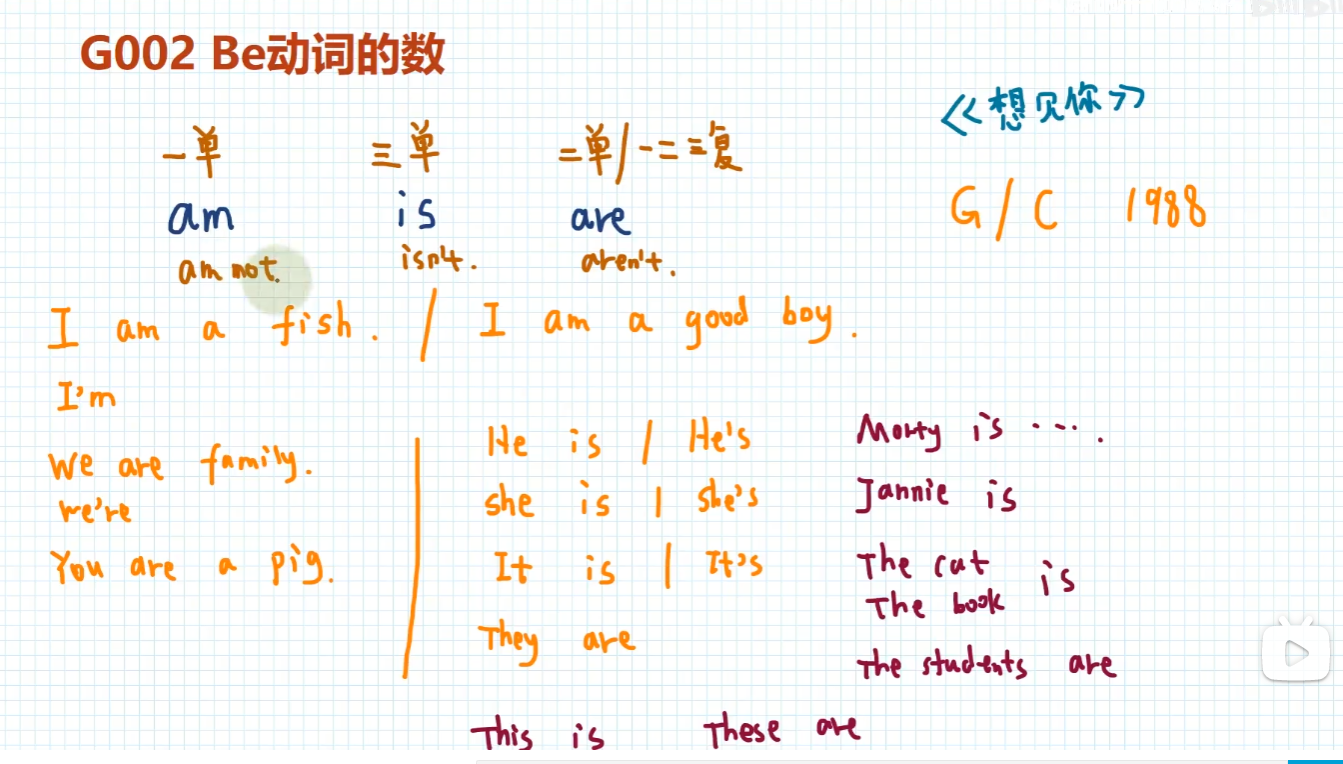 G002 Be动词的数
《想见你》
一单 三单 二单/一二三复
am is are
G/C 1988
am not. isn't. aren't.
I am a fish. / I am a good boy.
I'm
He is | He's
Morty is ....
We are family.
we're
she is | she's
Jannie is
You are a pig.
It is | It's
The cat
The book is
They are
The students are
This is These are